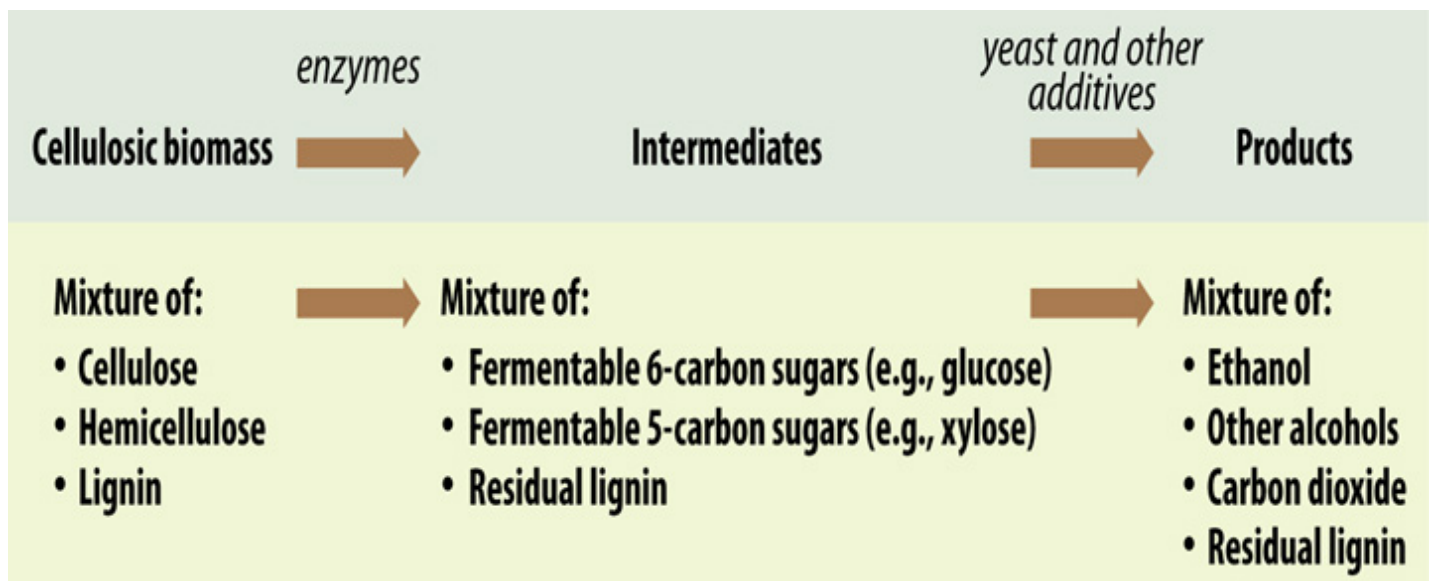 enzymes
yeast and other
additives
Cellulosic biomass
Intermediates
Products
Mixture of:
• Cellulose
• Hemicellulose
• Lignin
Mixture of:
• Fermentable 6-carbon sugars (e.g., glucose)
• Fermentable 5-carbon sugars (e.g., xylose)
• Residual lignin
Mixture of:
• Ethanol
• Other alcohols
• Carbon dioxide
• Residual lignin